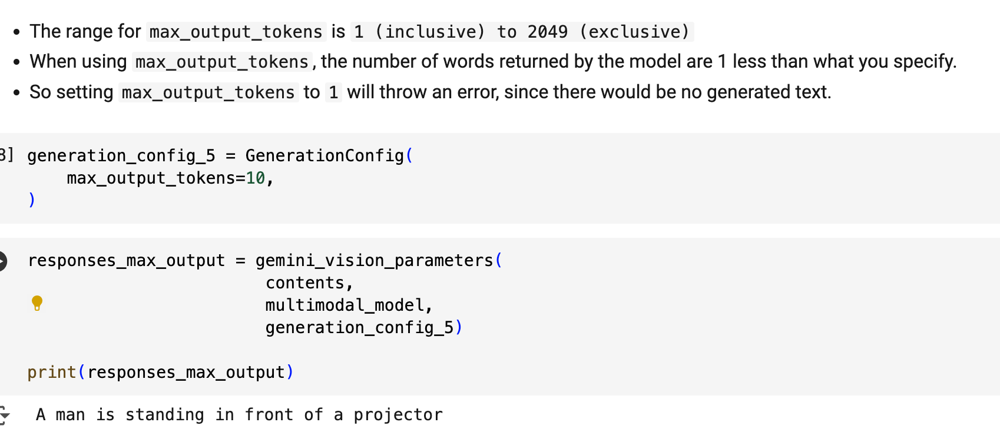 • The range for max_output_tokens is 1 (inclusive) to 2049 (exclusive)
• When using max_output_tokens, the number of words returned by the model are 1 less than what you specify.
• So setting max_output_tokens to 1 will throw an error, since there would be no generated text.
8] generation_config_5 = GenerationConfig(
    max_output_tokens=10,
)
responses_max_output = gemini_vision_parameters(
                        contents,
                        multimodal_model,
                        generation_config_5)
print(responses_max_output)
A man is standing in front of a projector